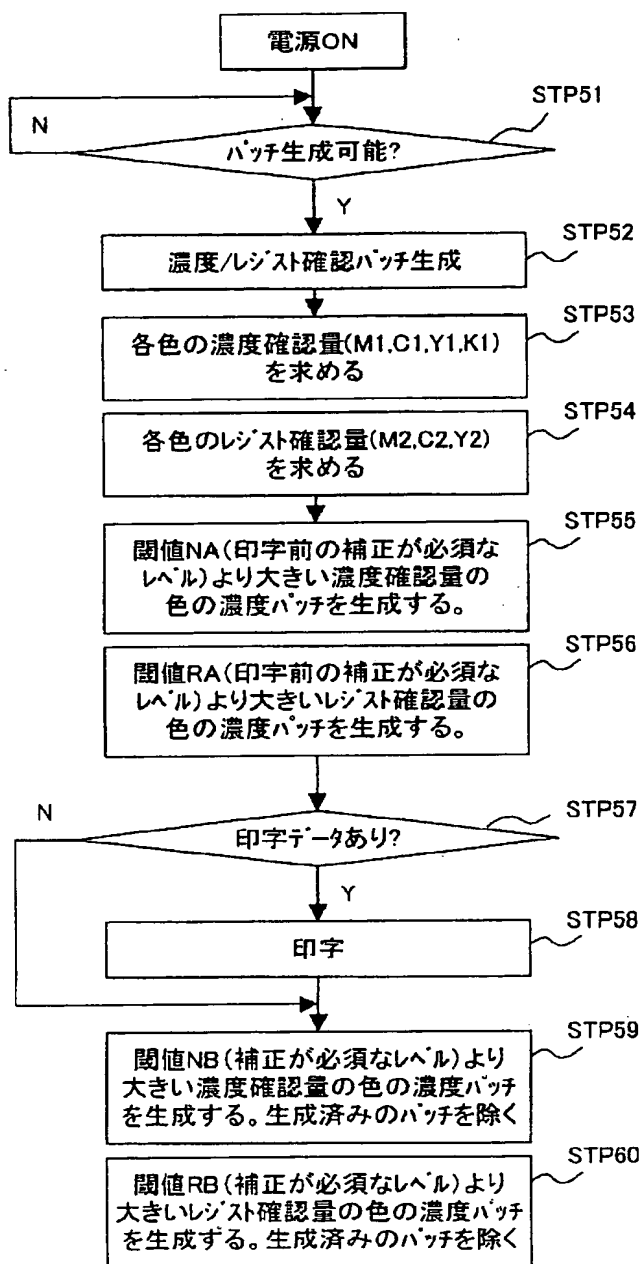 電源ON
STP51
N
パッチ生成可能?
Y
STP52
濃度/レジスト確認パッチ生成
STP53
各色の濃度確認量(M1,C1,Y1,K1)
を求める
STP54
各色のレジスト確認量(M2,C2,Y2)
を求める
STP55
閾値NA(印字前の補正が必須な
レベル)より大きい濃度確認量の
色の濃度パッチを生成する。
STP56
閾値RA(印字前の補正が必須な
レベル)より大きいレジスト確認量の
色の濃度パッチを生成する。
N
STP57
印字データあり?
Y
STP58
印字
STP59
閾値NB(補正が必須なレベル)より
大きい濃度確認量の色の濃度パッチ
を生成する。生成済みのパッチを除く
STP60
閾値RB(補正が必須なレベル)より
大きいレジスト確認量の色の濃度パッチ
を生成する。生成済みのパッチを除く